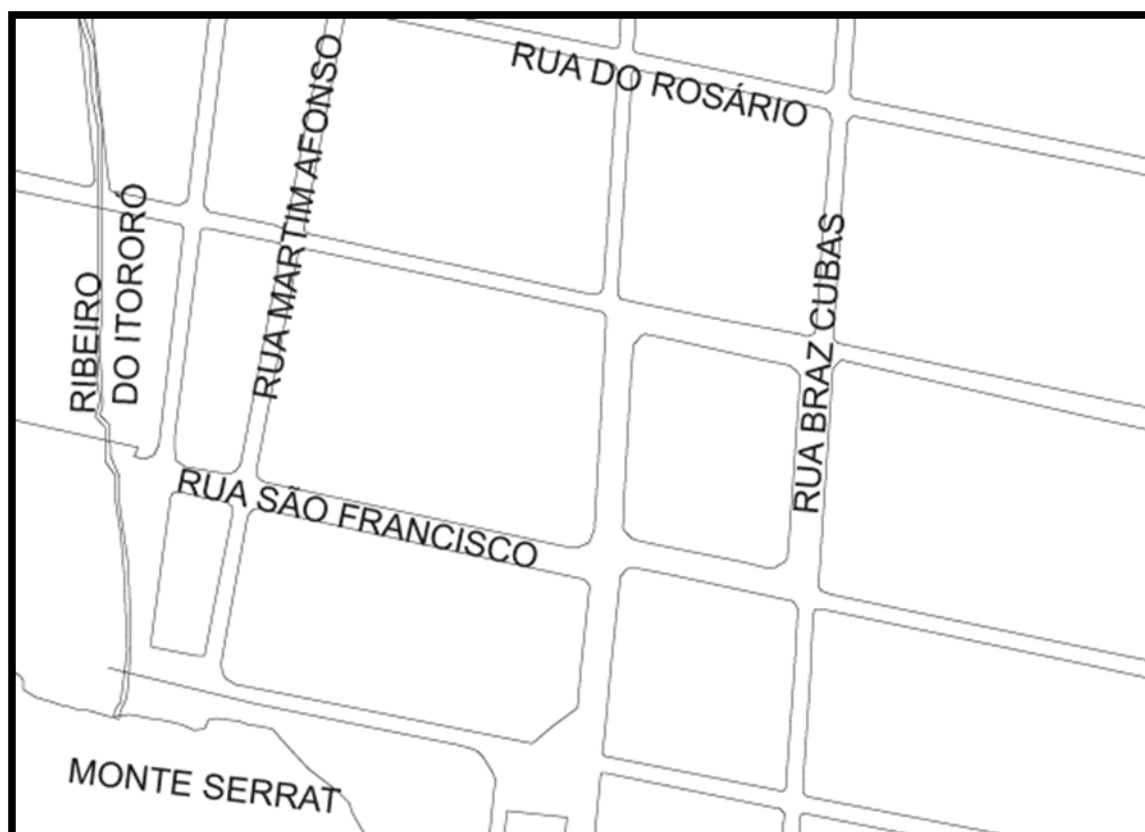 RUA DO ROSÁRIO
RUA MARTIM AFONSO
RIBEIRO
DO ITORORÓ
RUA BRAZ CUBAS
RUA SÃO FRANCISCO
MONTE SERRAT